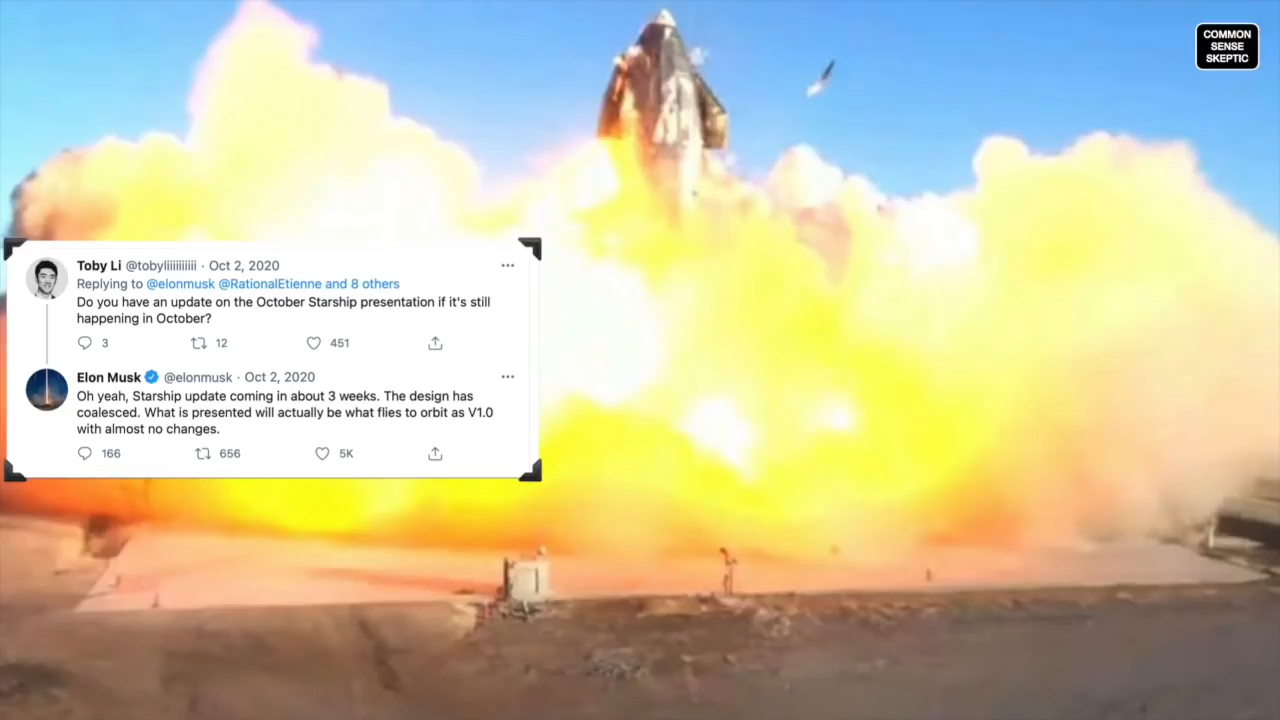 COMMON
SENSE
SKEPTIC
Toby Li @tobyliiiiiiiiii · Oct 2, 2020
Replying to @elonmusk @RationalEtienne and 8 others
Do you have an update on the October Starship presentation if it's still
happening in October?
3 12 451
Elon Musk @elonmusk · Oct 2, 2020
Oh yeah, Starship update coming in about 3 weeks. The design has
coalesced. What is presented will actually be what flies to orbit as V1.0
with almost no changes.
166 656 5K